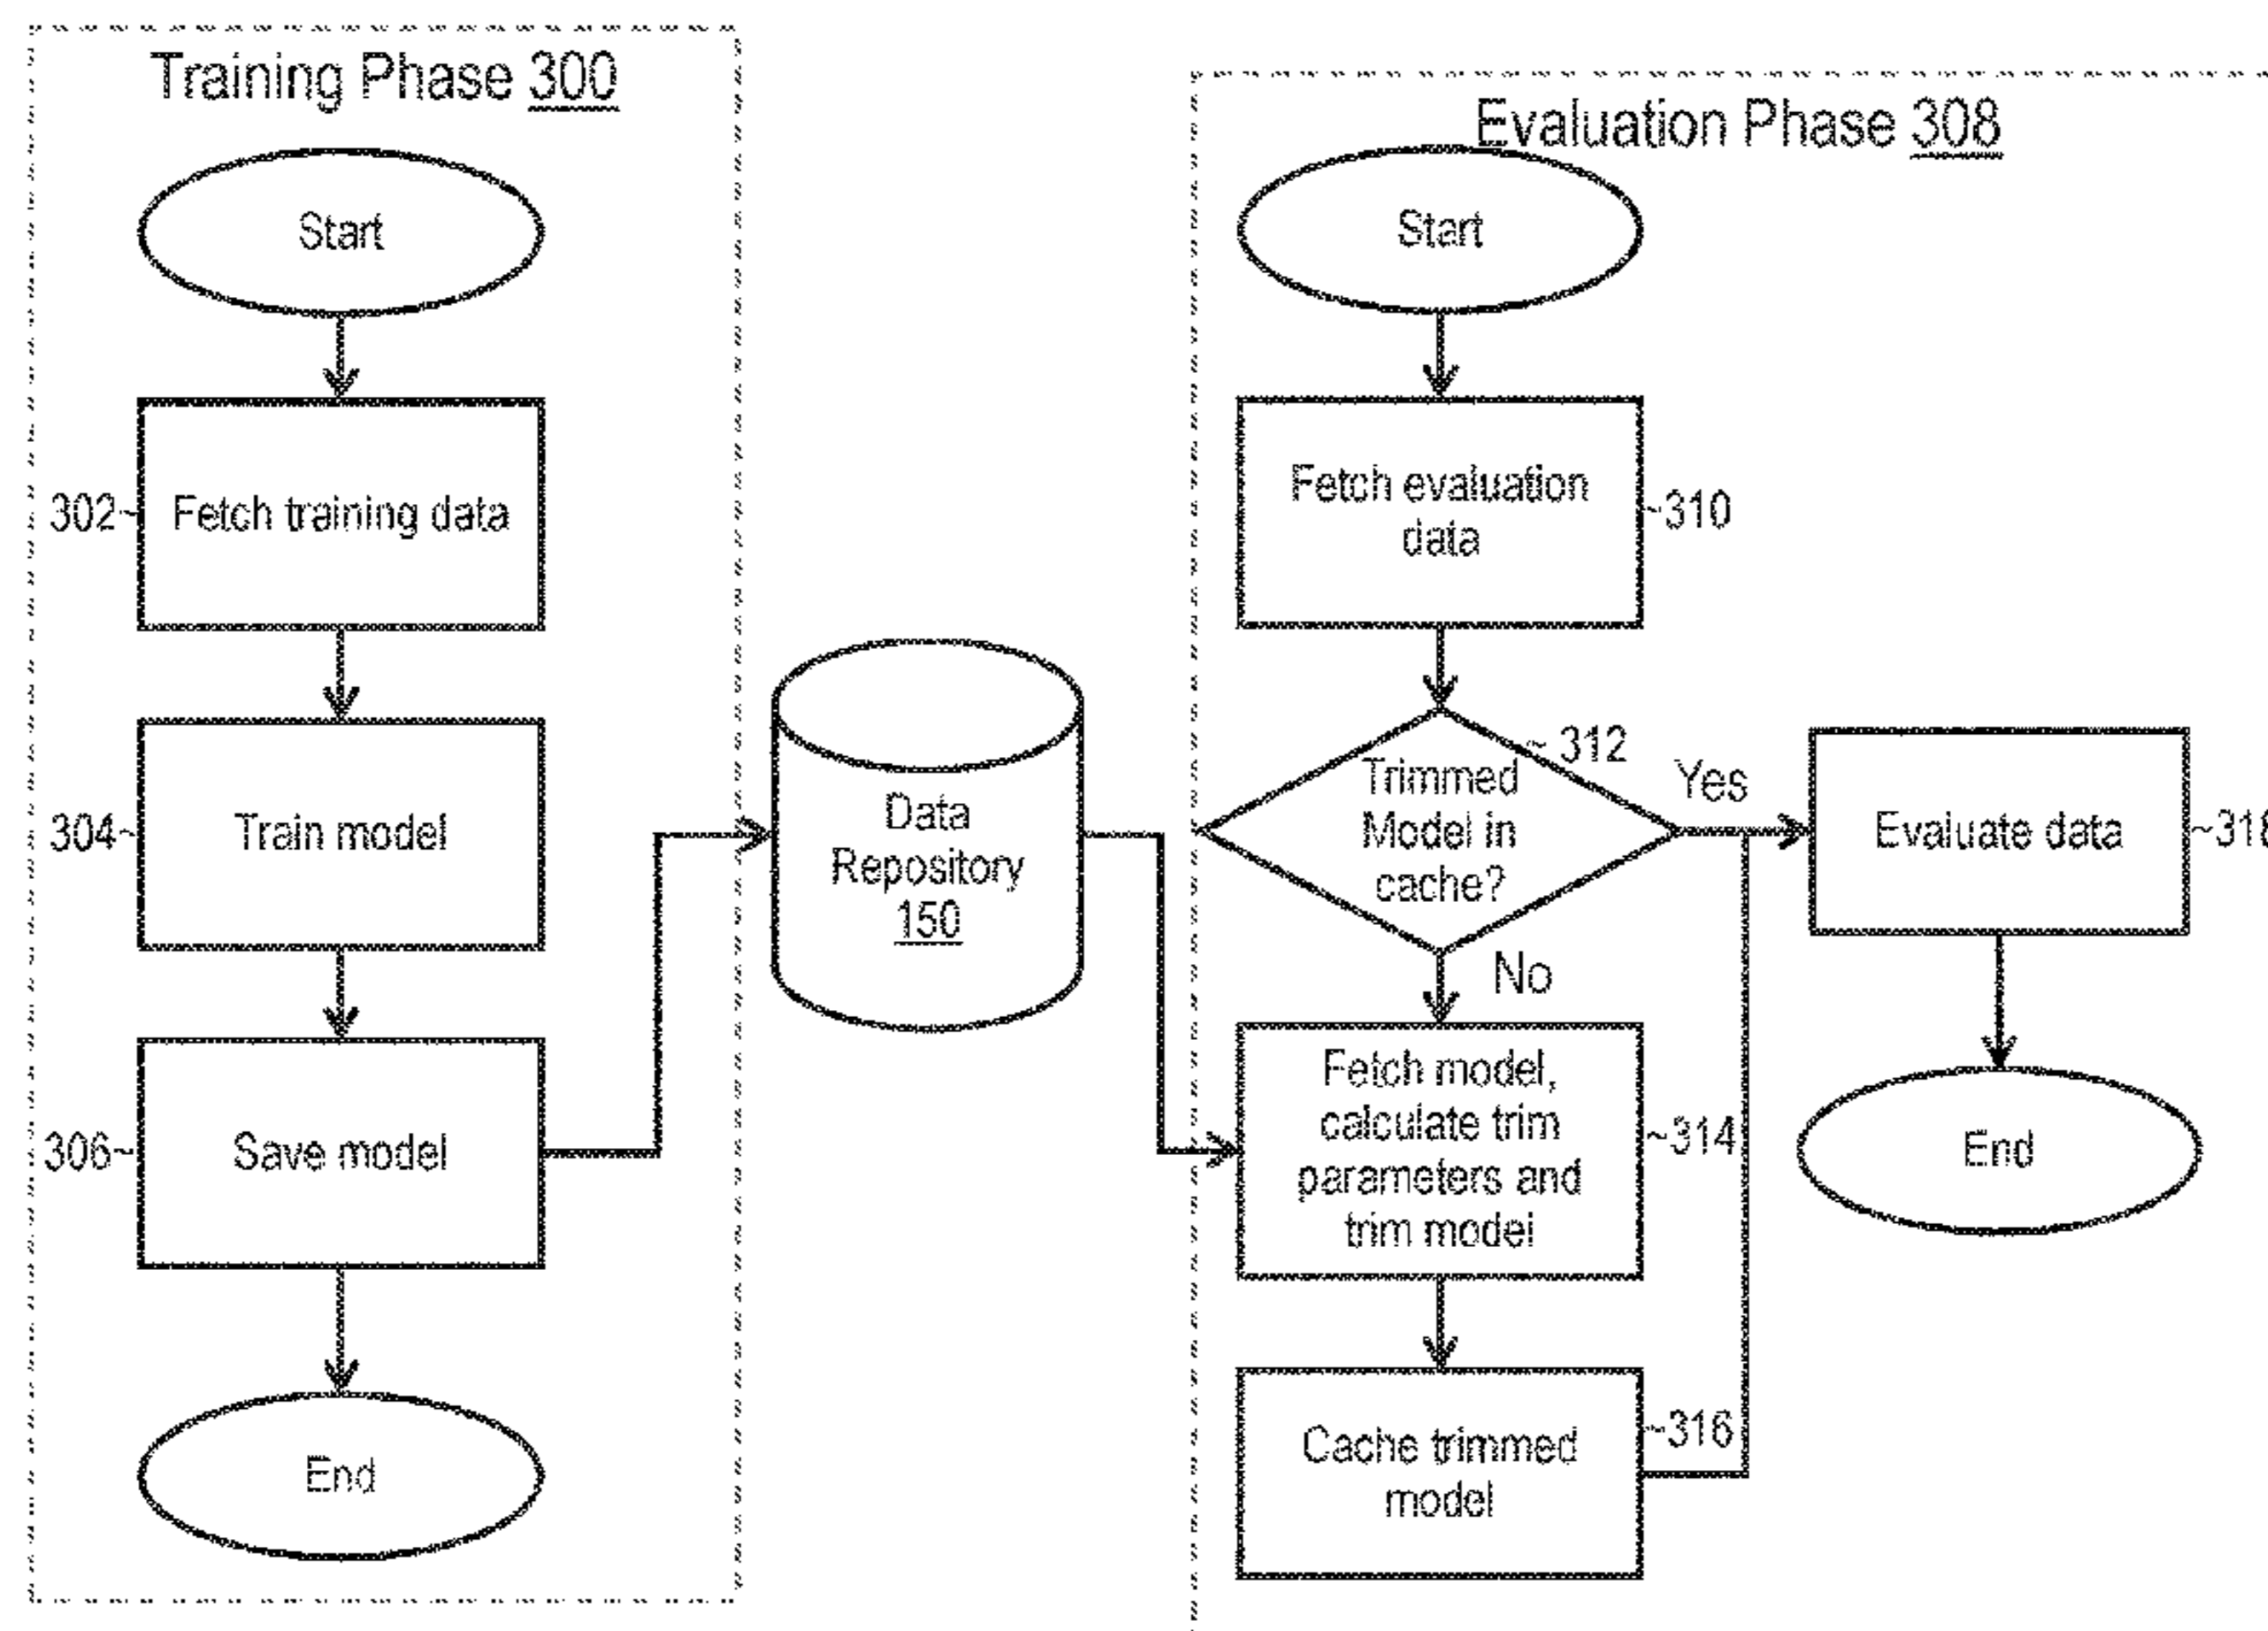 Training Phase 300
Start
302
Fetch training data
304
Train model
306
Save model
End
Data
Repository
150
Evaluation Phase 308
Start
Fetch evaluation
data
310
312
Trimmed
Model in
cache?
Yes
No
Fetch model,
calculate trim
parameters and
trim model
314
Cache trimmed
model
316
Evaluate data
End